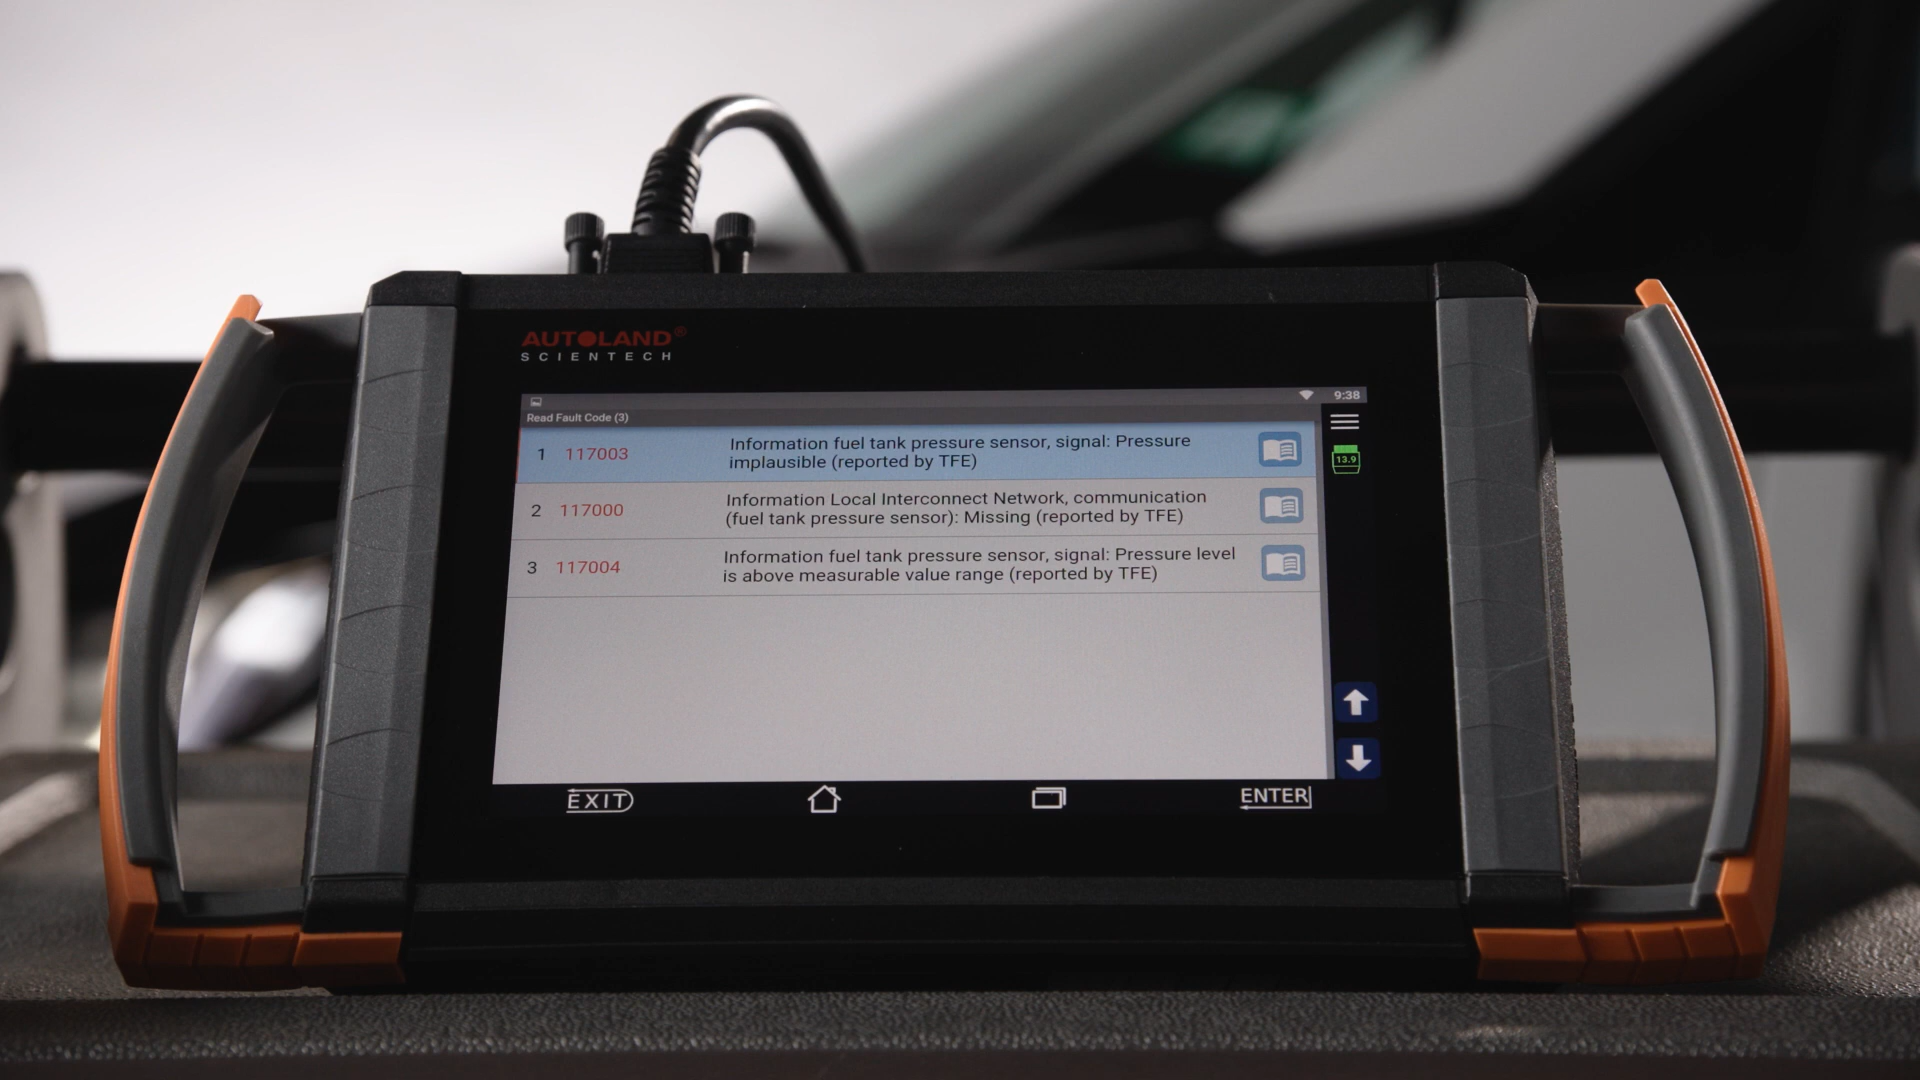 AUTOLAND®
SCIENTECH
9:38
Read Fault Code (3)
1 117003 Information fuel tank pressure sensor, signal: Pressure
implausible (reported by TFE)
13.9
2 117000 Information Local Interconnect Network, communication
(fuel tank pressure sensor): Missing (reported by TFE)
3 117004 Information fuel tank pressure sensor, signal: Pressure level
is above measurable value range (reported by TFE)
EXIT ENTER